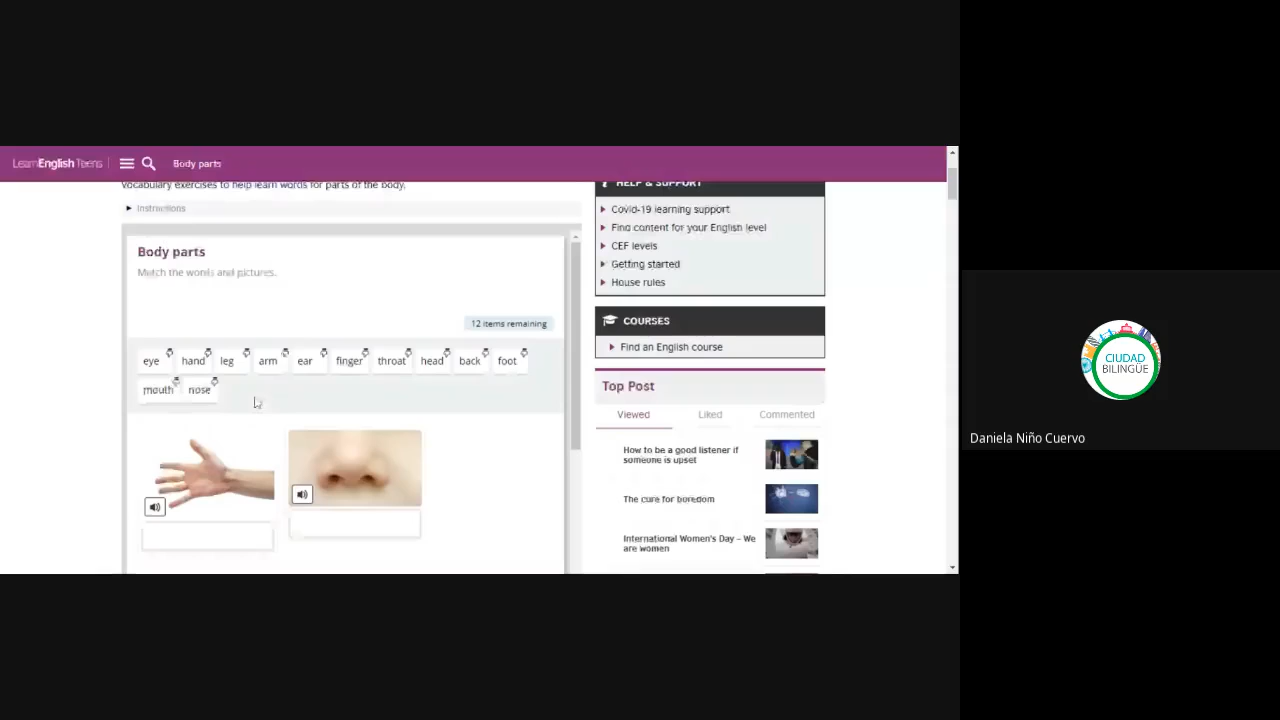 LearnEnglish Teens
Body parts
Vocabulary exercises to help learn words for parts of the body.
Instructions
Body parts
Match the words and pictures.
12 items remaining
eye hand leg arm ear finger throat head back foot
mouth nose
HELP & SUPPORT
Covid-19 learning support
Find content for your English level
CEF levels
Getting started
House rules
COURSES
Find an English course
Top Post
Viewed Liked Commented
How to be a good listener if
someone is upset
The cure for boredom
International Women's Day – We
are women
CIUDAD
BILINGÜE
Daniela Niño Cuervo